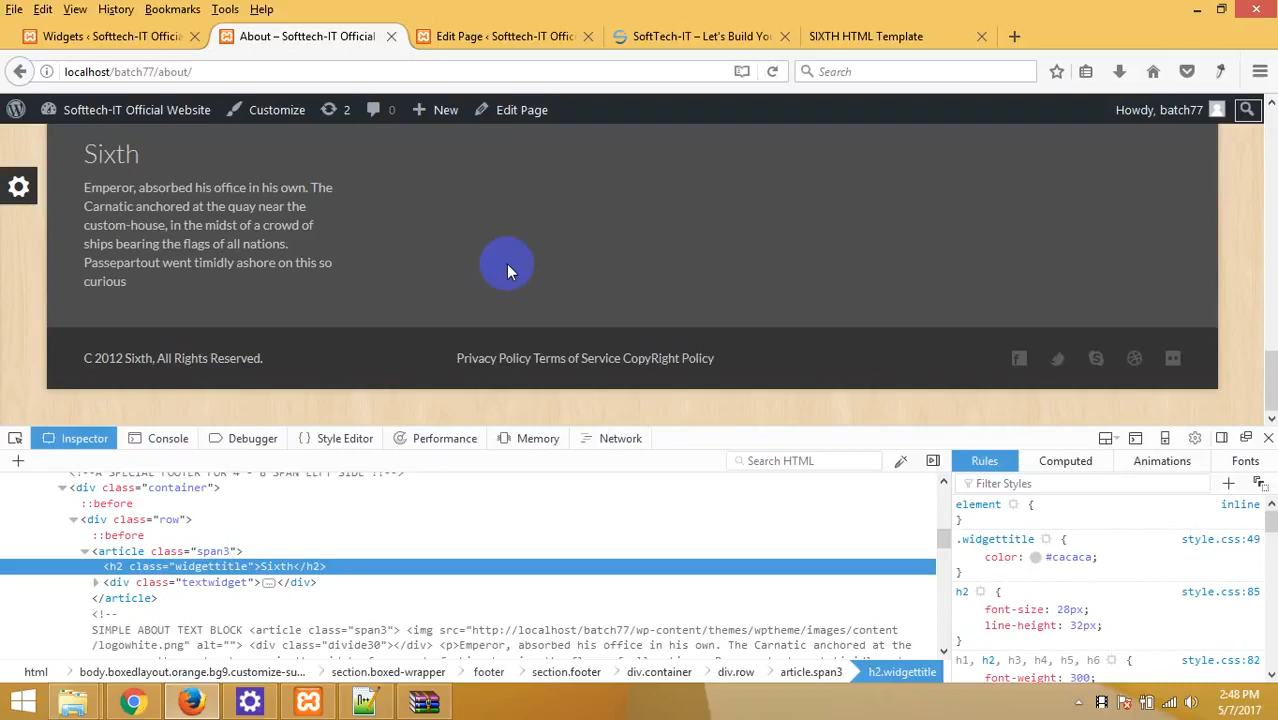 File Edit View History Bookmarks Tools Help
Widgets ‹ Softtech-IT Officia
About – Softtech-IT Official
Edit Page ‹ Softtech-IT Offic
SoftTech-IT – Let's Build Yo
SIXTH HTML Template
localhost/batch77/about/
Search
Softtech-IT Official Website Customize 2 0 New Edit Page Howdy, batch77
Sixth
Emperor, absorbed his office in his own. The
Carnatic anchored at the quay near the
custom-house, in the midst of a crowd of
ships bearing the flags of all nations.
Passepartout went timidly ashore on this so
curious
C 2012 Sixth, All Rights Reserved. Privacy Policy Terms of Service CopyRight Policy
Inspector Console Debugger Style Editor Performance Memory Network
Search HTML
<div class="container">
::before
<div class="row">
::before
<article class="span3">
<h2 class="widgettitle">Sixth</h2>
<div class="textwidget">…</div>
</article>
<!--
SIMPLE ABOUT TEXT BLOCK <article class="span3"> <img src="http://localhost/batch77/wp-content/themes/wptheme/images/content
/logowhite.png" alt=""> <div class="divide30"></div> <p>Emperor, absorbed his office in his own. The Carnatic anchored at the
html body.boxedlayout.orange.bg9.customize-su... section.boxed-wrapper footer section.footer div.container div.row article.span3 h2.widgettitle
Rules Computed Animations Fonts
Filter Styles
element { inline
}
.widgettitle { style.css:49
color: #cacaca;
}
h2 { style.css:85
font-size: 28px;
line-height: 32px;
}
h1, h2, h3, h4, h5, h6 { style.css:82
font-weight: 300;
2:48 PM
5/7/2017